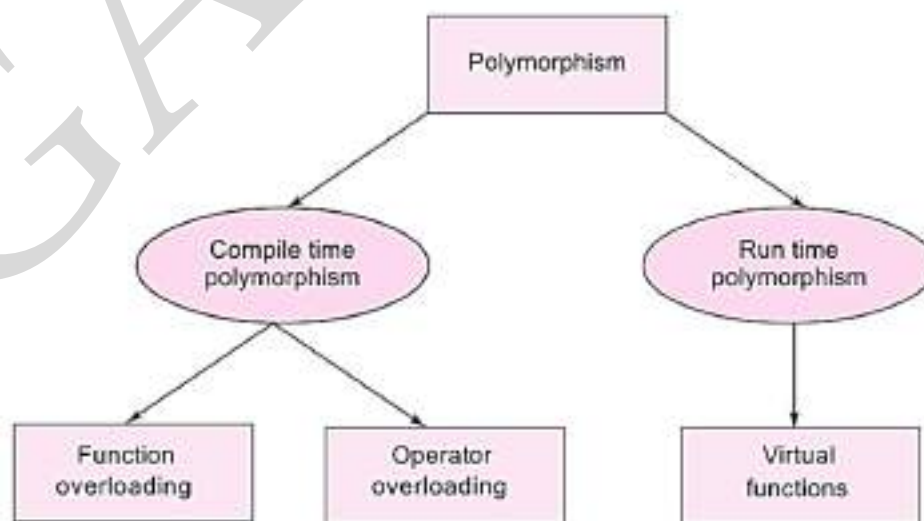 Polymorphism
Compile time
polymorphism
Run time
polymorphism
Function
overloading
Operator
overloading
Virtual
functions